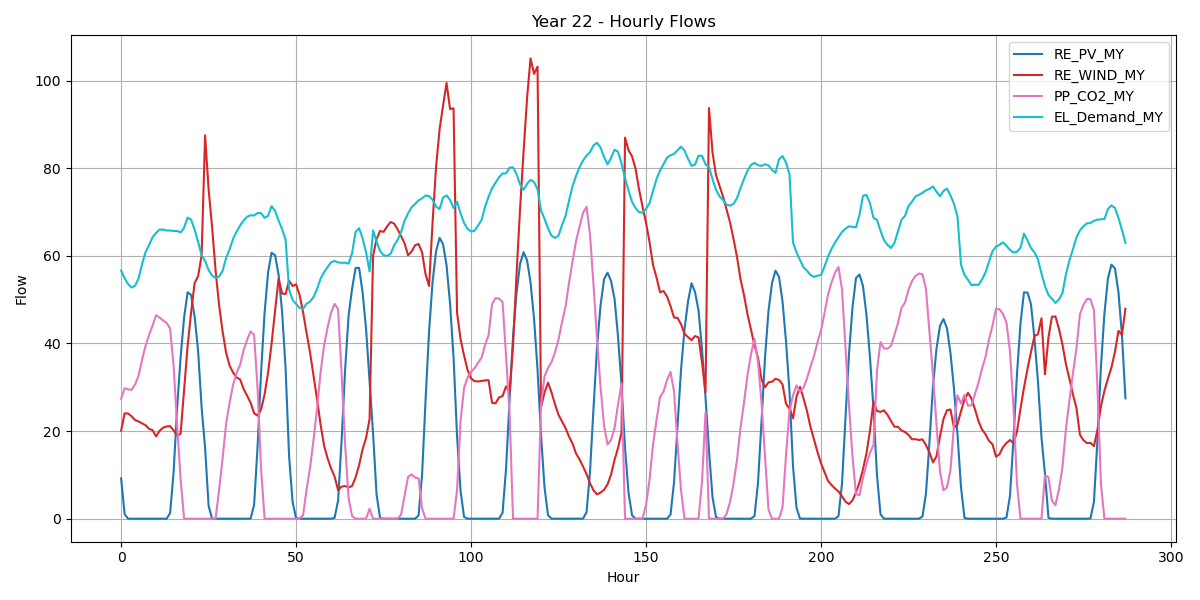 Year 22 - Hourly Flows
Flow
100
80
60
40
20
0
RE_PV_MY
RE_WIND_MY
PP_CO2_MY
EL_Demand_MY
0
50
100
150
200
250
300
Hour